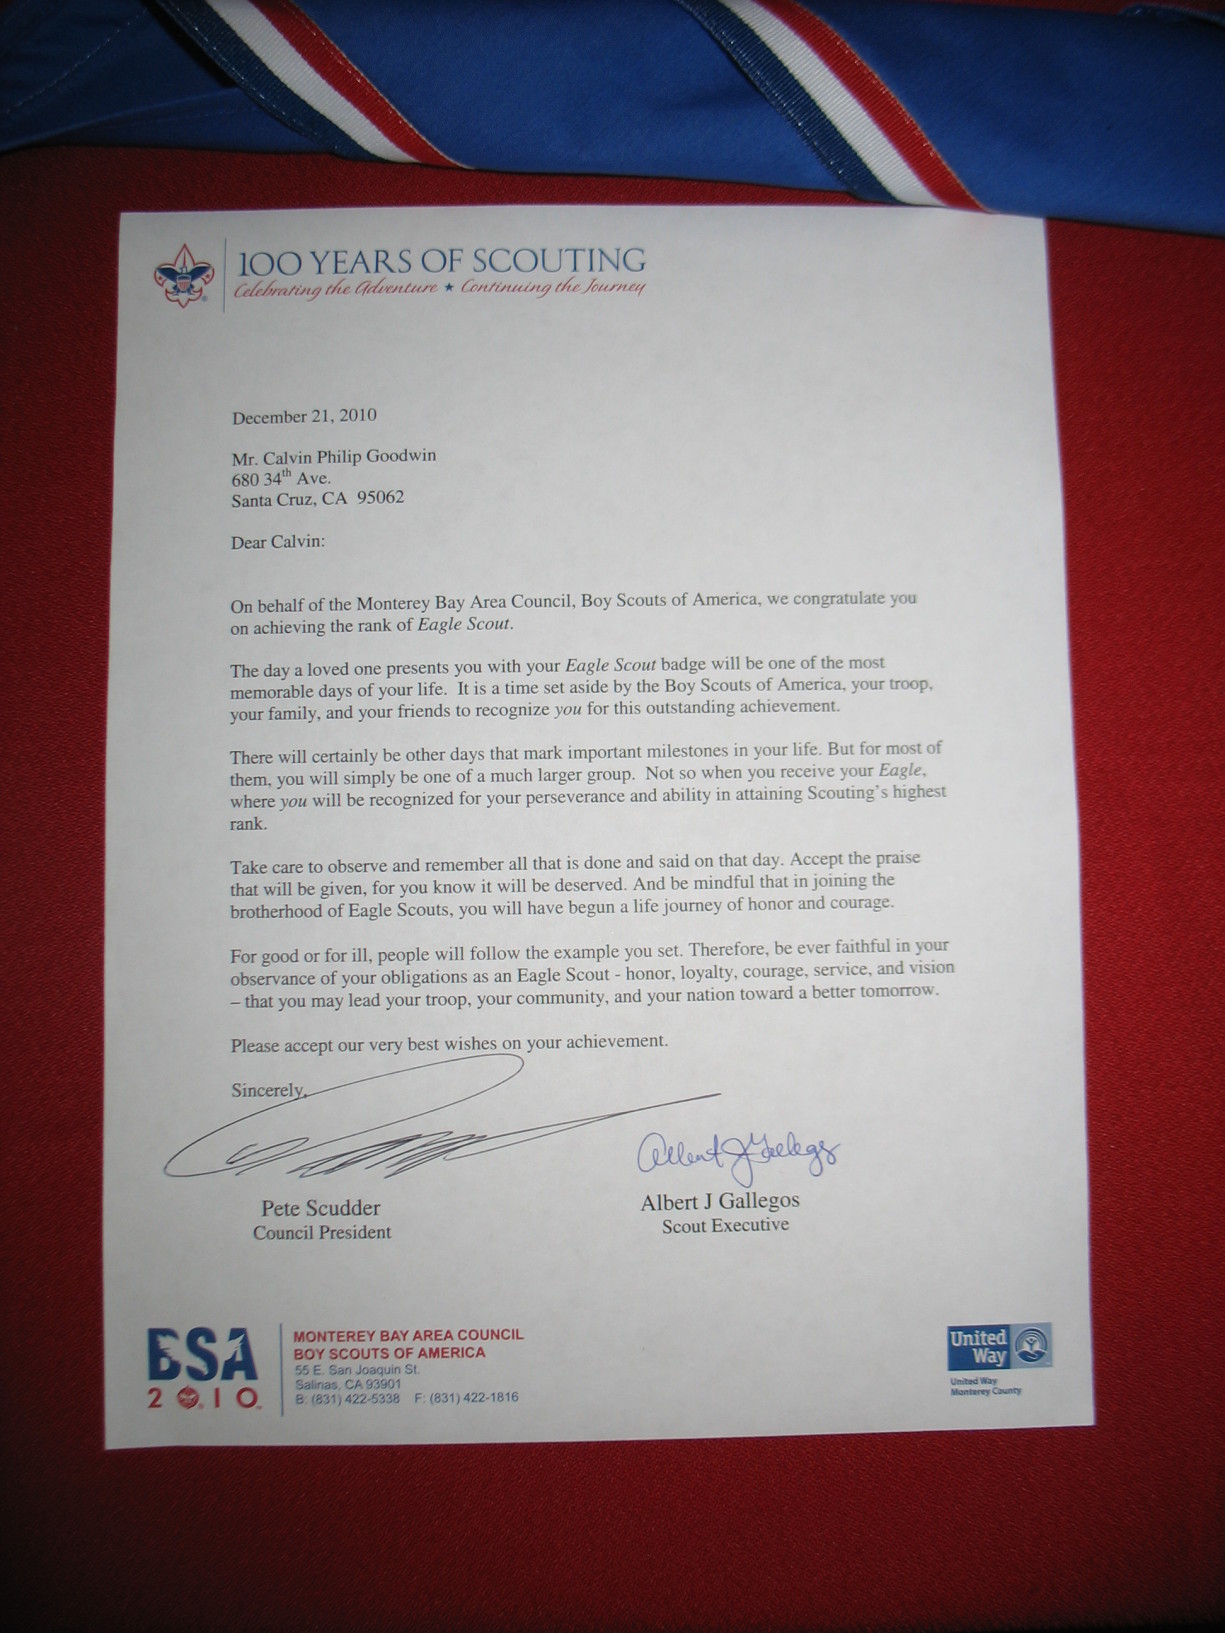 100 YEARS OF SCOUTING
Celebrating the Adventure ★ Continuing the Journey
December 21, 2010
Mr. Calvin Philip Goodwin
680 34th Ave.
Santa Cruz, CA 95062
Dear Calvin:
On behalf of the Monterey Bay Area Council, Boy Scouts of America, we congratulate you
on achieving the rank of Eagle Scout.
The day a loved one presents you with your Eagle Scout badge will be one of the most
memorable days of your life. It is a time set aside by the Boy Scouts of America, your troop,
your family, and your friends to recognize you for this outstanding achievement.
There will certainly be other days that mark important milestones in your life. But for most of
them, you will simply be one of a much larger group. Not so when you receive your Eagle,
where you will be recognized for your perseverance and ability in attaining Scouting's highest
rank.
Take care to observe and remember all that is done and said on that day. Accept the praise
that will be given, for you know it will be deserved. And be mindful that in joining the
brotherhood of Eagle Scouts, you will have begun a life journey of honor and courage.
For good or for ill, people will follow the example you set. Therefore, be ever faithful in your
observance of your obligations as an Eagle Scout - honor, loyalty, courage, service, and vision
– that you may lead your troop, your community, and your nation toward a better tomorrow.
Please accept our very best wishes on your achievement.
Sincerely,
Albert J Gallegos
Pete Scudder
Council President
Albert J Gallegos
Scout Executive
BSA
2010
MONTEREY BAY AREA COUNCIL
BOY SCOUTS OF AMERICA
55 E. San Joaquin St.
Salinas, CA 93901
B: (831) 422-5338 F: (831) 422-1816
United
Way
United Way
Monterey County